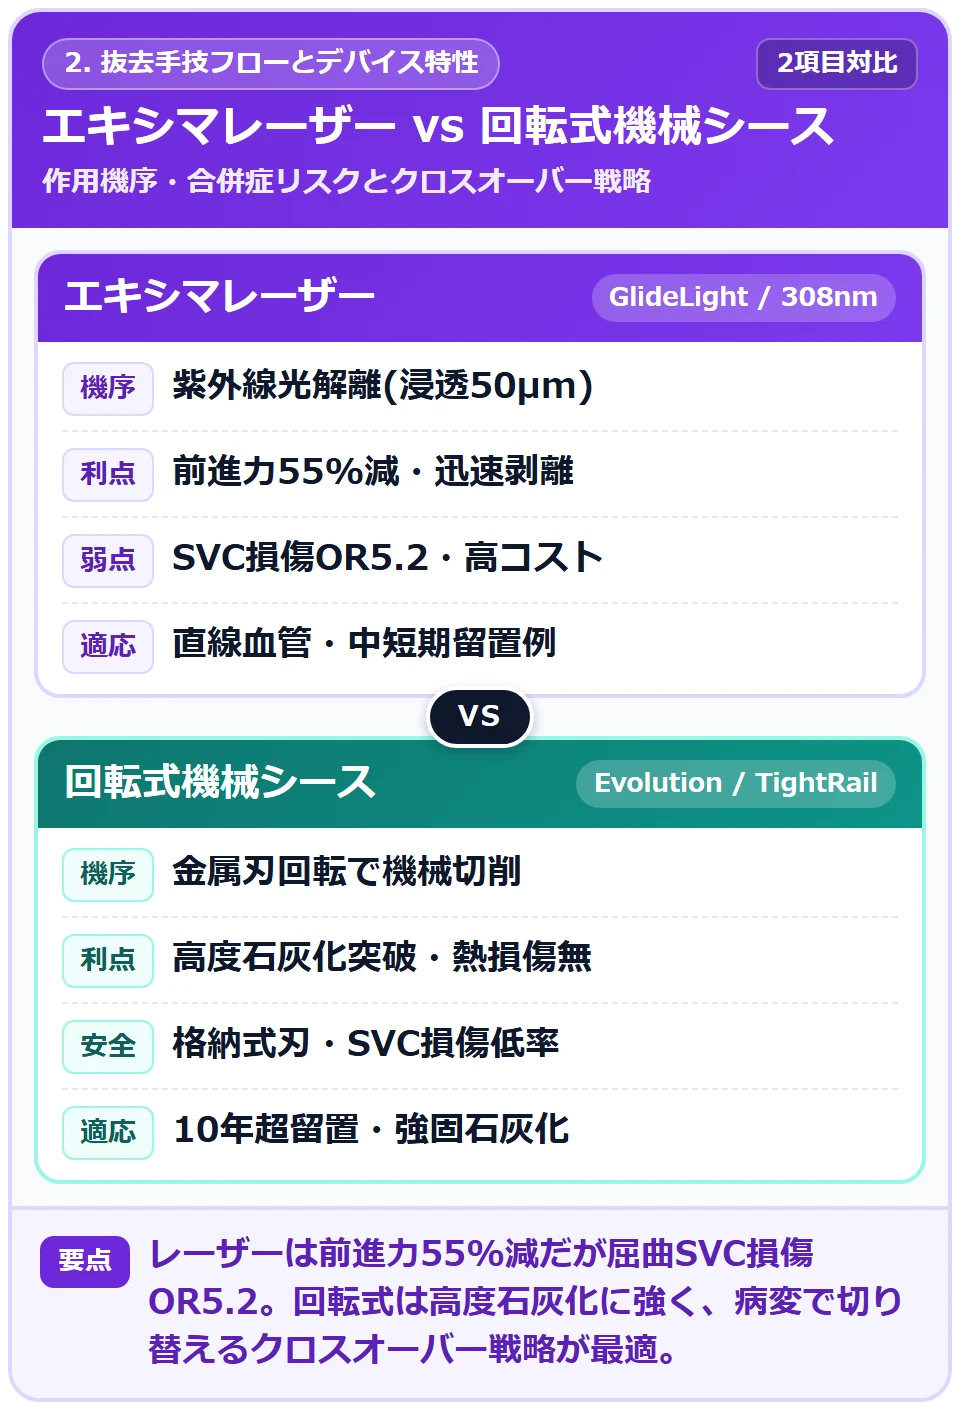 2. 抜去手技フローとデバイス特性
2項目対比
エキシマレーザー vs 回転式機械シース
作用機序・合併症リスクとクロスオーバー戦略
エキシマレーザー
GlideLight / 308nm
機序
紫外線光解離(浸透50μm)
利点
前進力55%減・迅速剥離
弱点
SVC損傷OR5.2・高コスト
適応
直線血管・中短期留置例
VS
回転式機械シース
Evolution / TightRail
機序
金属刃回転で機械切削
利点
高度石灰化突破・熱損傷無
安全
格納式刃・SVC損傷低率
適応
10年超留置・強固石灰化
要点
レーザーは前進力55%減だが屈曲SVC損傷
OR5.2。回転式は高度石灰化に強く、病変で切り
替えるクロスオーバー戦略が最適。